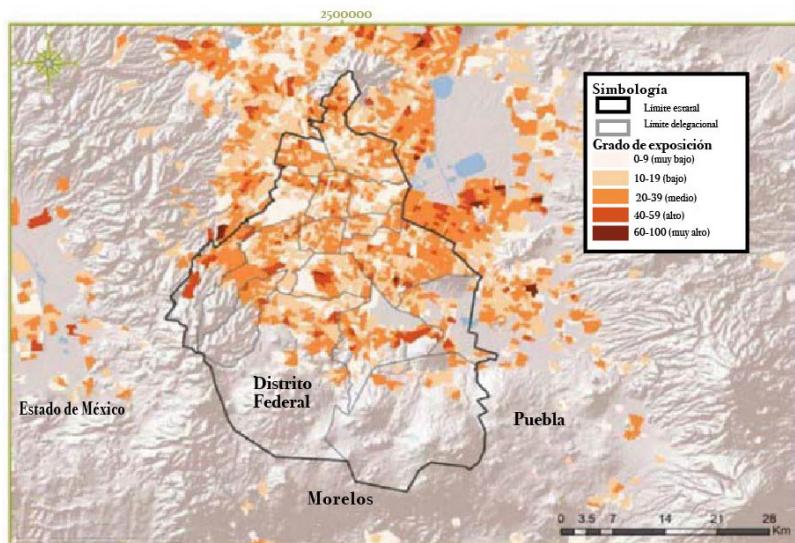 2500000
Simbología
Límite estatal
Límite delegacional
Grado de exposición
0-9 (muy bajo)
10-19 (bajo)
20-39 (medio)
40-59 (alto)
60-100 (muy alto)
Distrito
Federal
Estado de México
Puebla
Morelos
0 3.5 7 14 21 28
Km